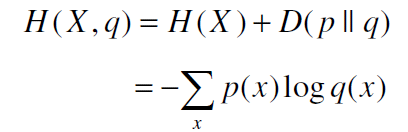 H(X,q) = H(X) + D(p ∥ q)
= -∑ p(x) log q(x)
x